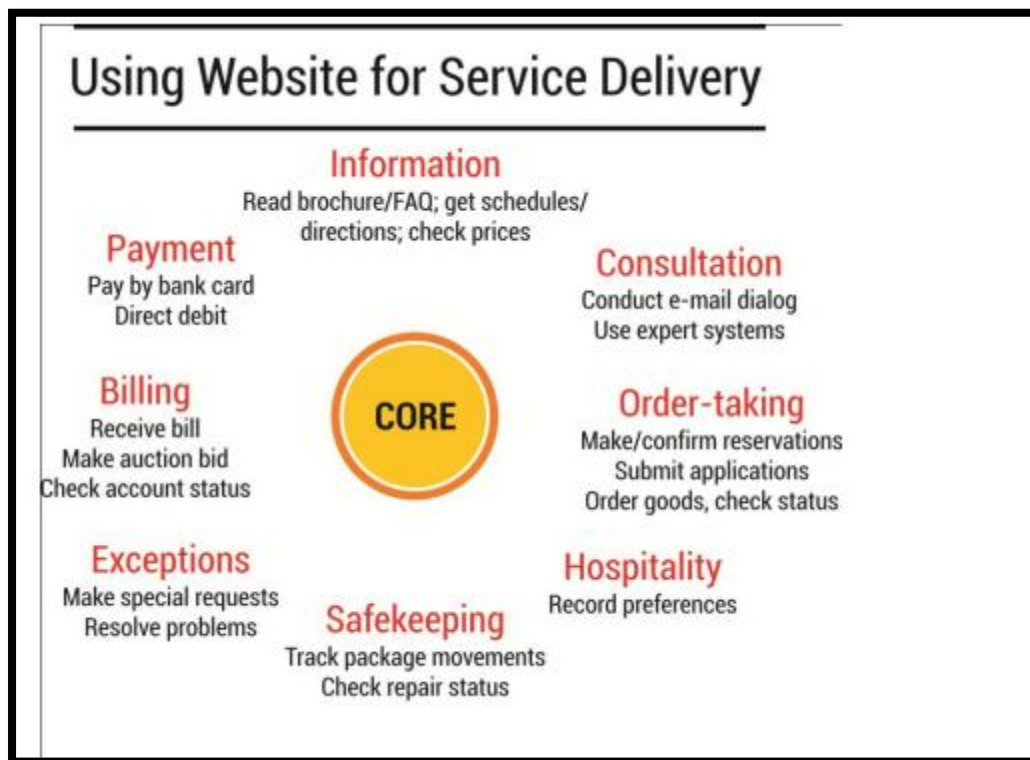 Using Website for Service Delivery
Information
Read brochure/FAQ; get schedules/
directions; check prices
Payment
Pay by bank card
Direct debit
Consultation
Conduct e-mail dialog
Use expert systems
Billing
Receive bill
Make auction bid
Check account status
CORE
Order-taking
Make/confirm reservations
Submit applications
Order goods, check status
Exceptions
Make special requests
Resolve problems
Hospitality
Record preferences
Safekeeping
Track package movements
Check repair status